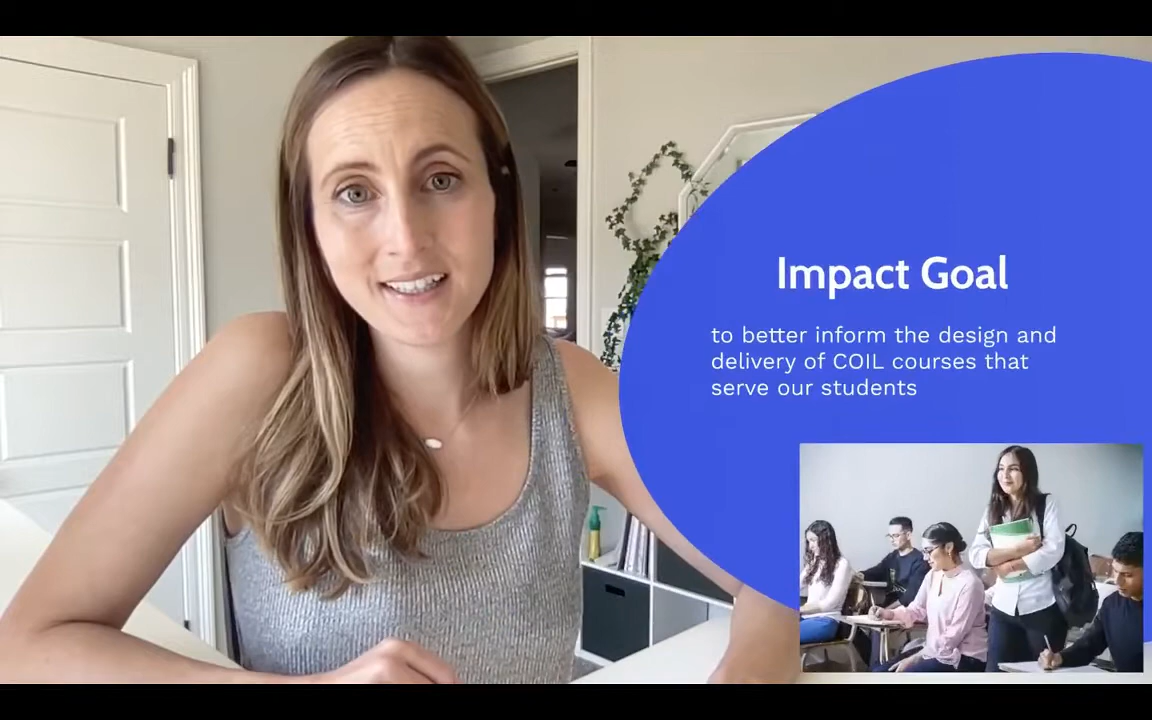 Impact Goal
to better inform the design and
delivery of COIL courses that
serve our students